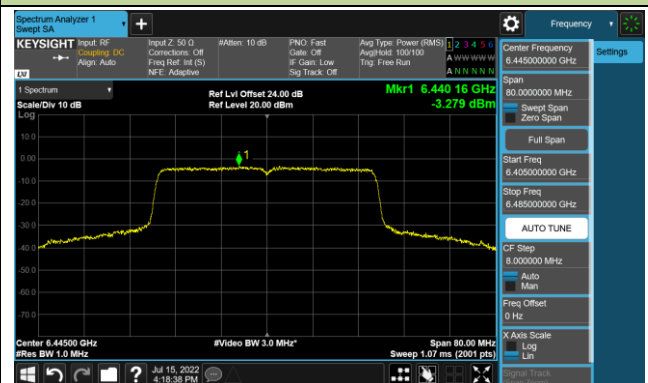 Spectrum Analyzer 1
Swept SA
+
Frequency
KEYSIGHT
Input: RF
Coupling: DC
Align: Auto
Input Z: 50 Ω
Corrections: Off
Freq Ref: Int (S)
NFE: Adaptive
#Atten: 10 dB
PNO: Fast
Gate: Off
IF Gain: Low
Sig Track: Off
Avg Type: Power (RMS)
Avg|Hold: 100/100
Trig: Free Run
1 2 3 4 5 6
A W W W W W
A N N N N N
LXI
1 Spectrum
Scale/Div 10 dB
Ref Lvl Offset 24.00 dB
Ref Level 20.00 dBm
Mkr1 6.440 16 GHz
-3.279 dBm
Log
10.0
0.00
-10.0
-20.0
-30.0
-40.0
-50.0
-60.0
-70.0
1
Center 6.44500 GHz
#Res BW 1.0 MHz
#Video BW 3.0 MHz*
Span 80.00 MHz
Sweep 1.07 ms (2001 pts)
Center Frequency
6.445000000 GHz
Settings
Span
80.0000000 MHz
Swept Span
Zero Span
Full Span
Start Freq
6.405000000 GHz
Stop Freq
6.485000000 GHz
AUTO TUNE
CF Step
8.000000 MHz
Auto
Man
Freq Offset
0 Hz
X Axis Scale
Log
Lin
Signal Track
?
Jul 15, 2022
4:18:38 PM